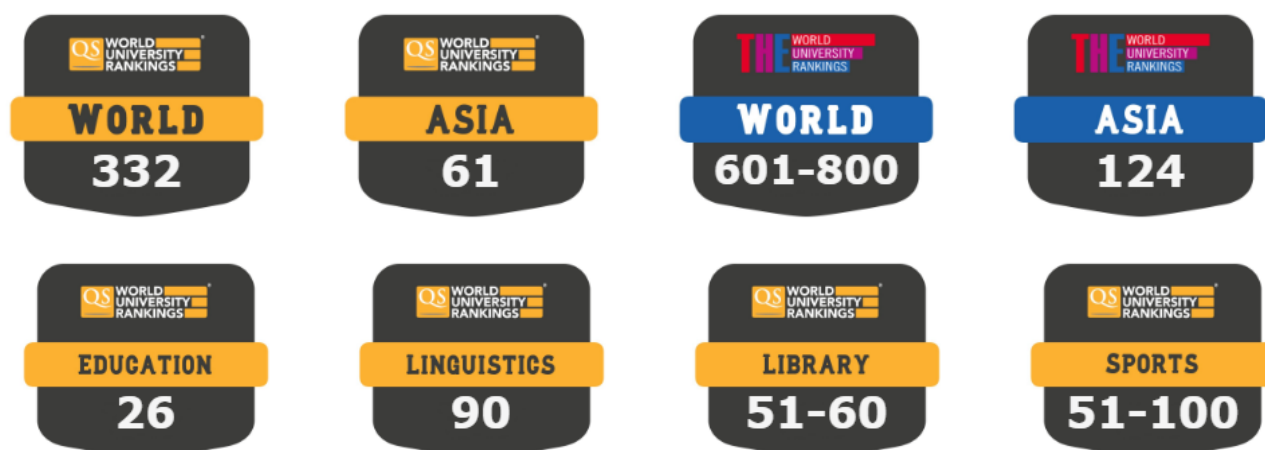 QS WORLD UNIVERSITY RANKINGS
WORLD
332
QS WORLD UNIVERSITY RANKINGS
ASIA
61
THE WORLD UNIVERSITY RANKINGS
WORLD
601-800
THE WORLD UNIVERSITY RANKINGS
ASIA
124
QS WORLD UNIVERSITY RANKINGS
EDUCATION
26
QS WORLD UNIVERSITY RANKINGS
LINGUISTICS
90
QS WORLD UNIVERSITY RANKINGS
LIBRARY
51-60
QS WORLD UNIVERSITY RANKINGS
SPORTS
51-100